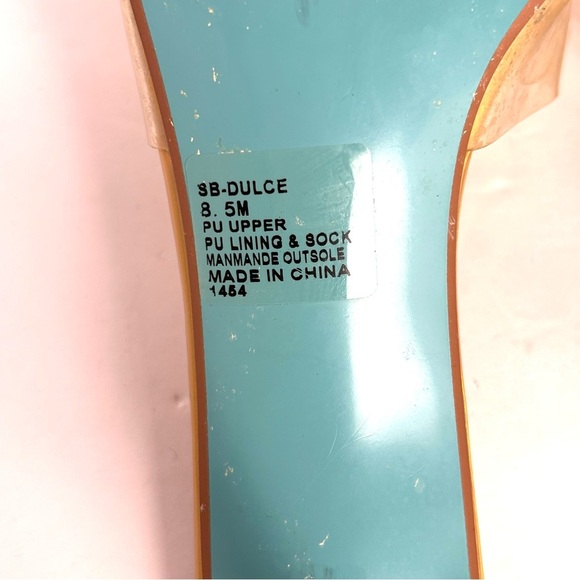 SB-DULCE
8. 5M
PU UPPER
PU LINING & SOCK
MANMANDE OUTSOLE
MADE IN CHINA
1454